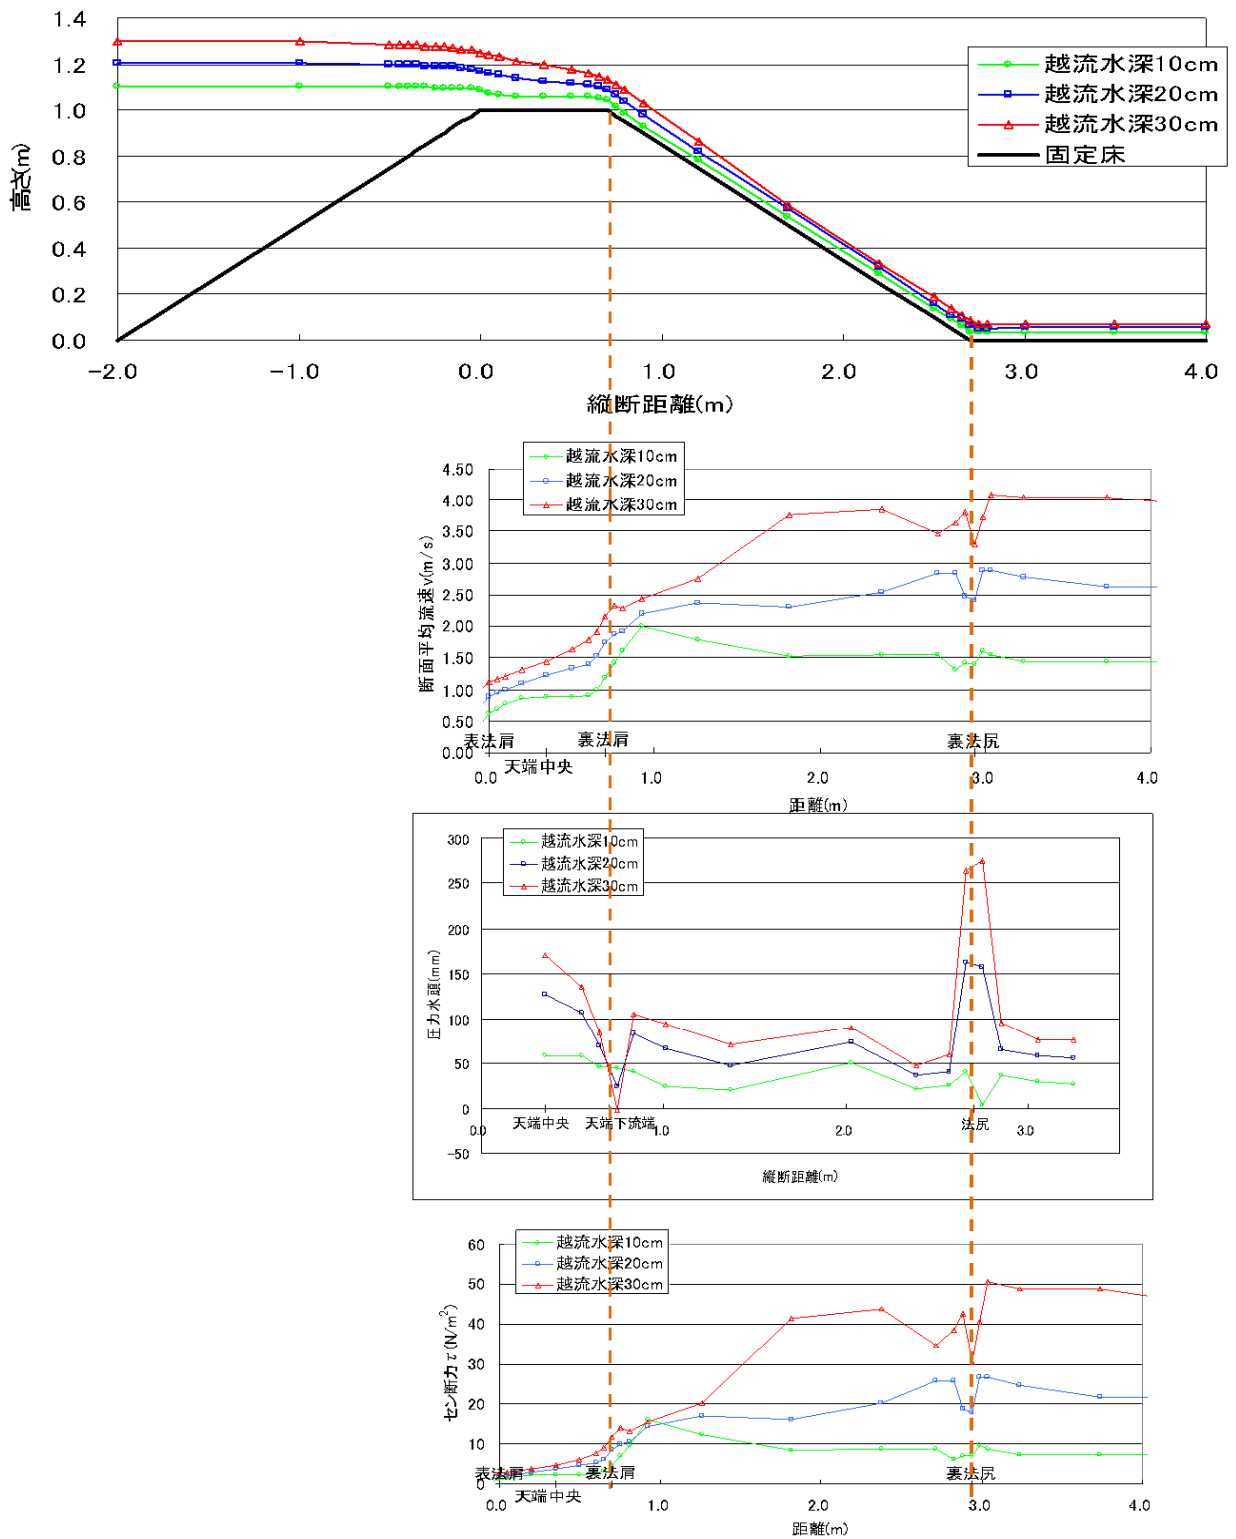 1.4
1.2
1.0
0.8
0.6
0.4
0.2
0.0
高さ(m)
越流水深10cm
越流水深20cm
越流水深30cm
固定床
-2.0 -1.0 0.0 1.0 2.0 3.0 4.0
縦断距離(m)
越流水深10cm
越流水深20cm
越流水深30cm
4.50
4.00
3.50
3.00
2.50
2.00
1.50
1.00
0.50
0.00
断面平均流速v(m/s)
表法肩 裏法肩 裏法尻
天端中央
0.0 1.0 2.0 3.0 4.0
距離(m)
越流水深10cm
越流水深20cm
越流水深30cm
300
250
200
150
100
50
0
-50
圧力水頭(mm)
天端中央 天端下流端 法尻
0.0 1.0 2.0 3.0
縦断距離(m)
越流水深10cm
越流水深20cm
越流水深30cm
60
50
40
30
20
10
0
セン断力τ(N/m²)
表法肩 裏法肩 裏法尻
天端中央
0.0 1.0 2.0 3.0 4.0
距離(m)